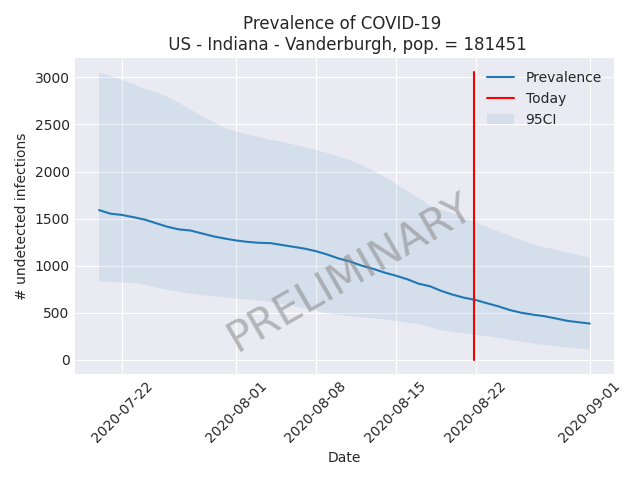 Prevalence of COVID-19
US - Indiana - Vanderburgh, pop. = 181451
# undetected infections
3000
2500
2000
1500
1000
500
0
Prevalence
Today
95CI
PRELIMINARY
2020-07-22
2020-08-01
2020-08-08
2020-08-15
2020-08-22
2020-09-01
Date